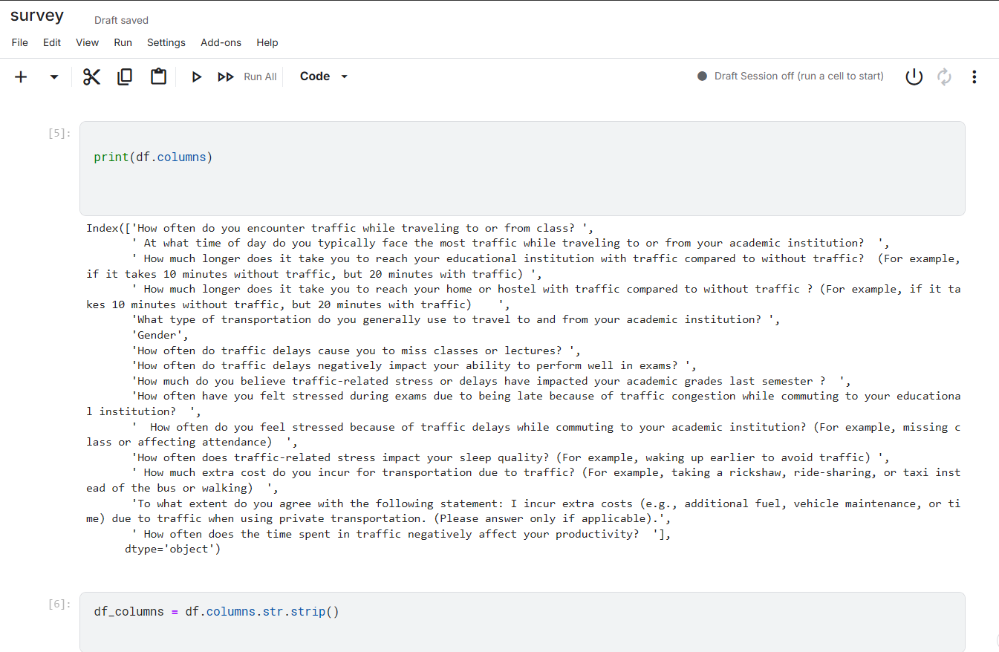 survey Draft saved
File Edit View Run Settings Add-ons Help
Run All Code Draft Session off (run a cell to start)
[5]:
print(df.columns)
Index(['How often do you encounter traffic while traveling to or from class? ',
' At what time of day do you typically face the most traffic while traveling to or from your academic institution?  ',
' How much longer does it take you to reach your educational institution with traffic compared to without traffic?  (For example,
if it takes 10 minutes without traffic, but 20 minutes with traffic) ',
' How much longer does it take you to reach your home or hostel with traffic compared to without traffic ? (For example, if it ta
kes 10 minutes without traffic, but 20 minutes with traffic)    ',
'What type of transportation do you generally use to travel to and from your academic institution? ',
'Gender',
'How often do traffic delays cause you to miss classes or lectures? ',
'How often do traffic delays negatively impact your ability to perform well in exams? ',
'How much do you believe traffic-related stress or delays have impacted your academic grades last semester ?  ',
'How often have you felt stressed during exams due to being late because of traffic congestion while commuting to your educationa
l institution?  ',
'  How often do you feel stressed because of traffic delays while commuting to your academic institution? (For example, missing c
lass or affecting attendance)  ',
'How often does traffic-related stress impact your sleep quality? (For example, waking up earlier to avoid traffic) ',
' How much extra cost do you incur for transportation due to traffic? (For example, taking a rickshaw, ride-sharing, or taxi inst
ead of the bus or walking)  ',
'To what extent do you agree with the following statement: I incur extra costs (e.g., additional fuel, vehicle maintenance, or ti
me) due to traffic when using private transportation. (Please answer only if applicable).',
' How often does the time spent in traffic negatively affect your productivity?  '],
dtype='object')
[6]:
df_columns = df.columns.str.strip()